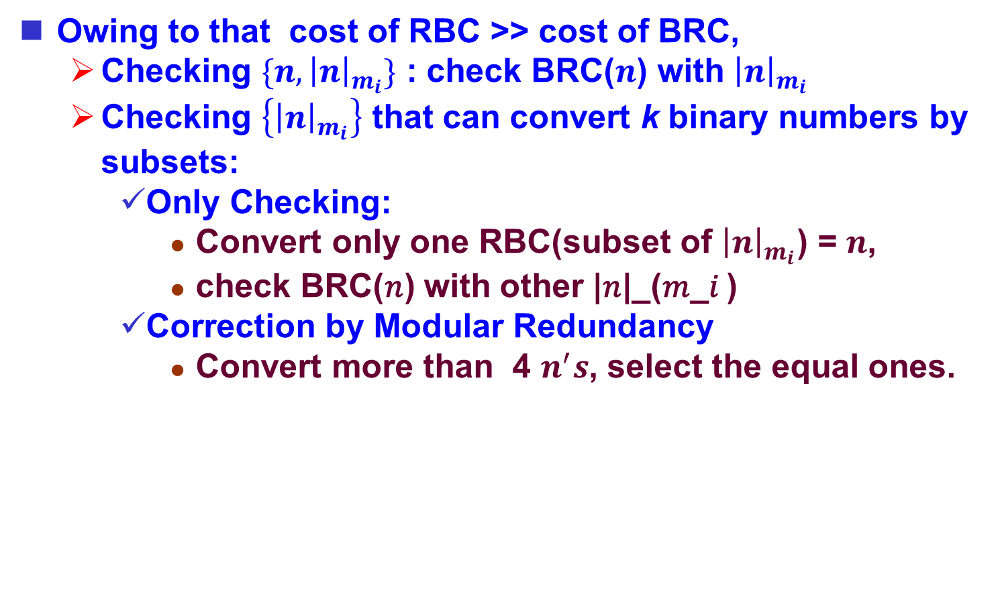 ■ Owing to that cost of RBC >> cost of BRC,
➢ Checking {n, |n|_{m_i}} : check BRC(n) with |n|_{m_i}
➢ Checking {|n|_{m_i}} that can convert k binary numbers by
subsets:
✓Only Checking:
● Convert only one RBC(subset of |n|_{m_i}) = n,
● check BRC(n) with other |n|_(m_i )
✓Correction by Modular Redundancy
● Convert more than 4 n′s, select the equal ones.